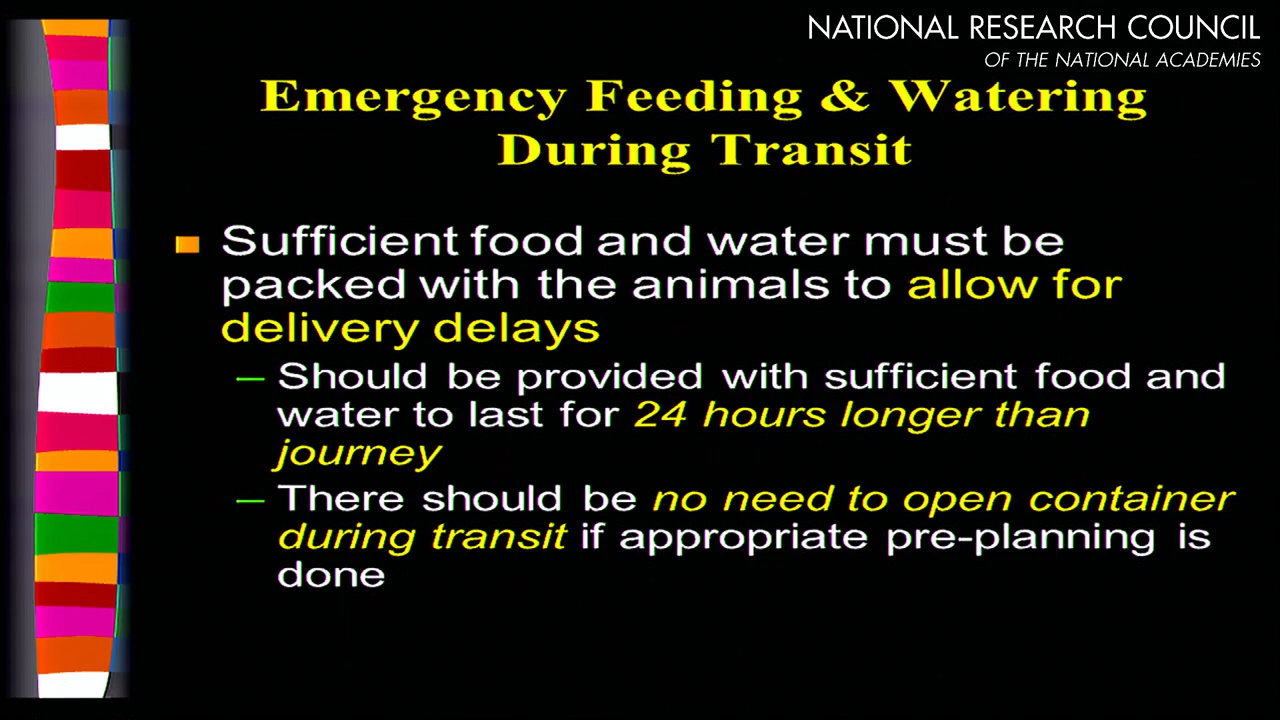 NATIONAL RESEARCH COUNCIL
OF THE NATIONAL ACADEMIES
Emergency Feeding & Watering
During Transit
Sufficient food and water must be
packed with the animals to allow for
delivery delays
– Should be provided with sufficient food and
water to last for 24 hours longer than
journey
– There should be no need to open container
during transit if appropriate pre-planning is
done